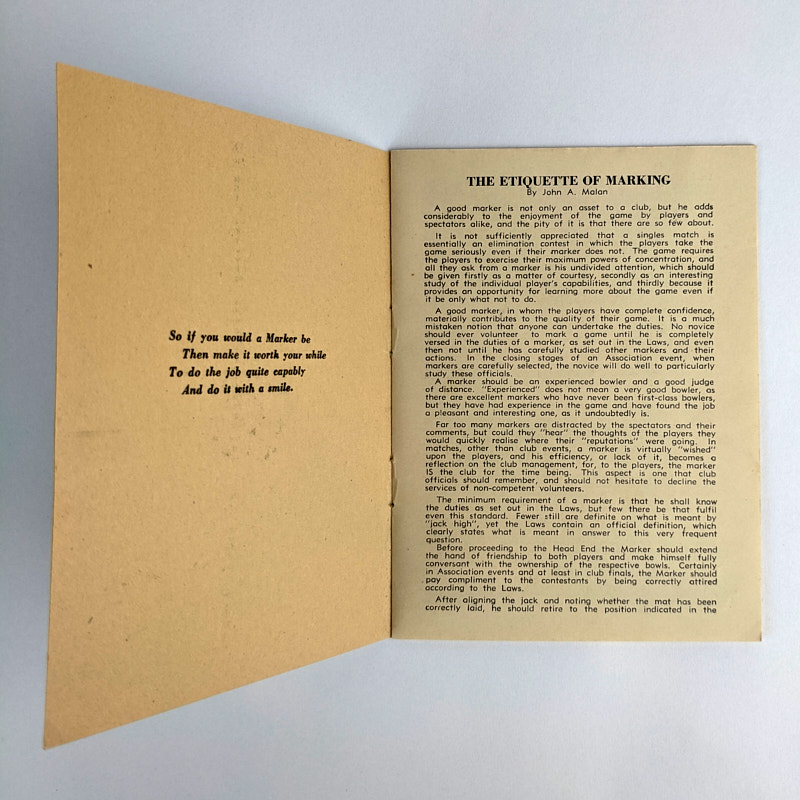 So if you would a Marker be
Then make it worth your while
To do the job quite capably
And do it with a smile.
THE ETIQUETTE OF MARKING
By John A. Malan
A good marker is not only an asset to a club, but he adds
considerably to the enjoyment of the game by players and
spectators alike, and the pity of it is that there are so few about.
It is not sufficiently appreciated that a singles match is
essentially an elimination contest in which the players take the
game seriously even if their marker does not. The game requires
the players to exercise their maximum powers of concentration, and
all they ask from a marker is his undivided attention, which should
be given firstly as a matter of courtesy, secondly as an interesting
study of the individual player's capabilities, and thirdly because it
provides an opportunity for learning more about the game even if
it be only what not to do.
A good marker, in whom the players have complete confidence,
materially contributes to the quality of their game. It is a much
mistaken notion that anyone can undertake the duties. No novice
should ever volunteer to mark a game until he is completely
versed in the duties of a marker, as set out in the Laws, and even
then not until he has carefully studied other markers and their
actions. In the closing stages of an Association event, when
markers are carefully selected, the novice will do well to particularly
study these officials.
A marker should be an experienced bowler and a good judge
of distance. "Experienced" does not mean a very good bowler, as
there are excellent markers who have never been first-class bowlers,
but they have had experience in the game and have found the job
a pleasant and interesting one, as it undoubtedly is.
Far too many markers are distracted by the spectators and their
comments, but could they "hear" the thoughts of the players they
would quickly realise where their "reputations" were going. In
matches, other than club events, a marker is virtually "wished"
upon the players, and his efficiency, or lack of it, becomes a
reflection on the club management, for, to the players, the marker
IS the club for the time being. This aspect is one that club
officials should remember, and should not hesitate to decline the
services of non-competent volunteers.
The minimum requirement of a marker is that he shall know
the duties as set out in the Laws, but few there be that fulfil
even this standard. Fewer still are definite on what is meant by
"jack high", yet the Laws contain an official definition, which
clearly states what is meant in answer to this very frequent
question.
Before proceeding to the Head End the Marker should extend
the hand of friendship to both players and make himself fully
conversant with the ownership of the respective bowls. Certainly
in Association events and at least in club finals, the Marker should
pay compliment to the contestants by being correctly attired
according to the Laws.
After aligning the jack and noting whether the mat has been
correctly laid, he should retire to the position indicated in the